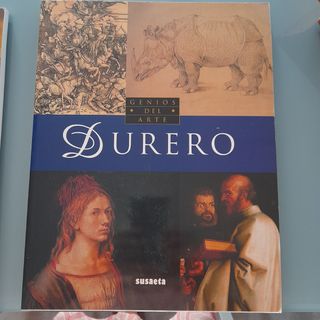 GENIOS
• DEL •
ARTE
DURERO
susaeta